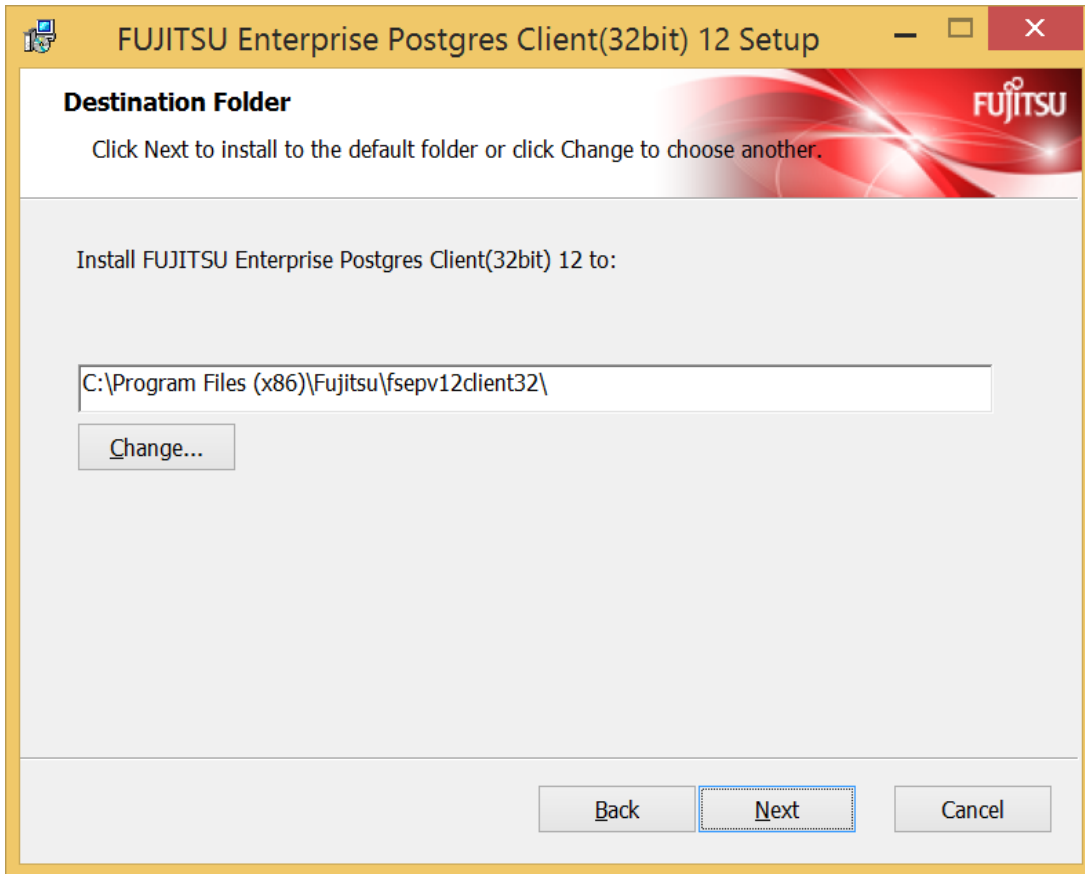 FUJITSU Enterprise Postgres Client(32bit) 12 Setup
Destination Folder
FUJITSU
Click Next to install to the default folder or click Change to choose another.
Install FUJITSU Enterprise Postgres Client(32bit) 12 to:
C:\Program Files (x86)\Fujitsu\fsepv12client32\
Change...
Back Next Cancel